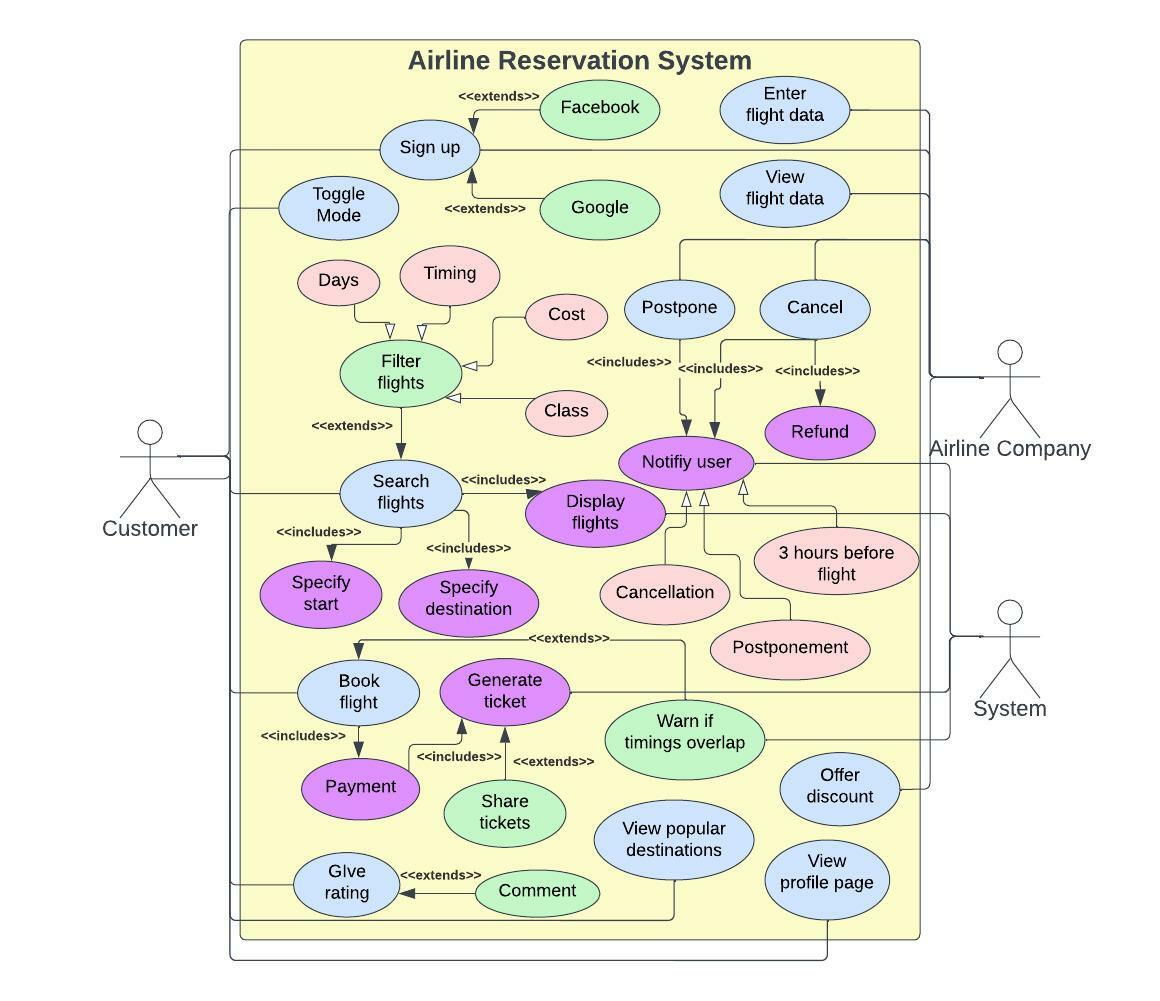 Airline Reservation System
<<extends>>
Facebook
Enter
flight data
Sign up
View
flight data
Toggle
Mode
<<extends>>
Google
Days
Timing
Cost
Postpone
Cancel
Filter
flights
<<includes>>
<<includes>>
<<includes>>
Class
<<extends>>
Refund
Airline Company
Notifiy user
Search
flights
<<includes>>
Display
flights
Customer
<<includes>>
<<includes>>
3 hours before
flight
Specify
start
Specify
destination
Cancellation
<<extends>>
Postponement
Book
flight
Generate
ticket
System
Warn if
timings overlap
<<includes>>
<<includes>>
<<extends>>
Payment
Offer
discount
Share
tickets
View popular
destinations
GIve
rating
<<extends>>
Comment
View
profile page